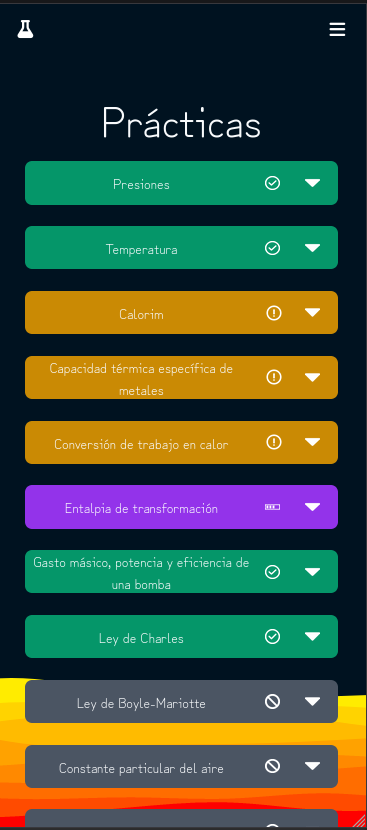 Prácticas
Presiones
Temperatura
Calorim
Capacidad térmica específica de
metales
Conversión de trabajo en calor
Entalpia de transformación
Gasto másico, potencia y eficiencia de
una bomba
Ley de Charles
Ley de Boyle-Mariotte
Constante particular del aire